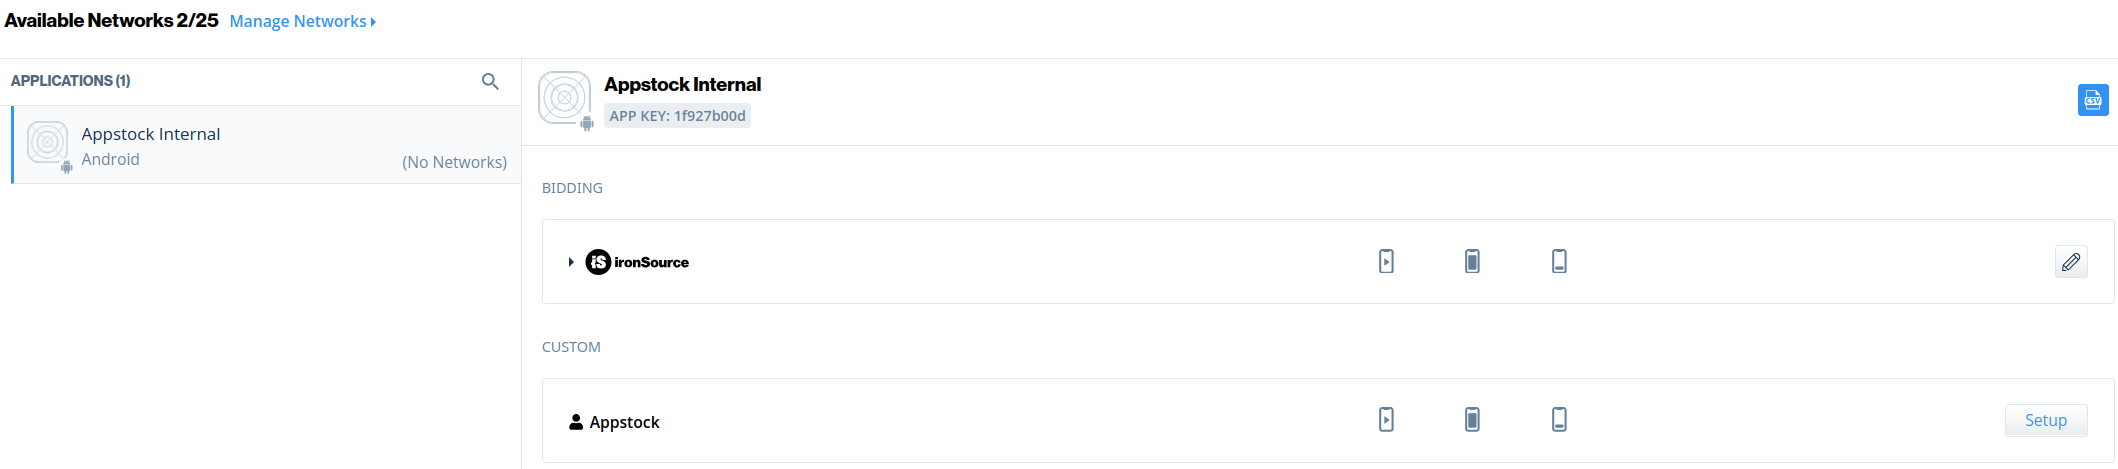 Available Networks 2/25 Manage Networks
APPLICATIONS (1)
Appstock Internal
Android
(No Networks)
Appstock Internal
APP KEY: 1f927b00d
CSV
BIDDING
iS ironSource
CUSTOM
Appstock
Setup